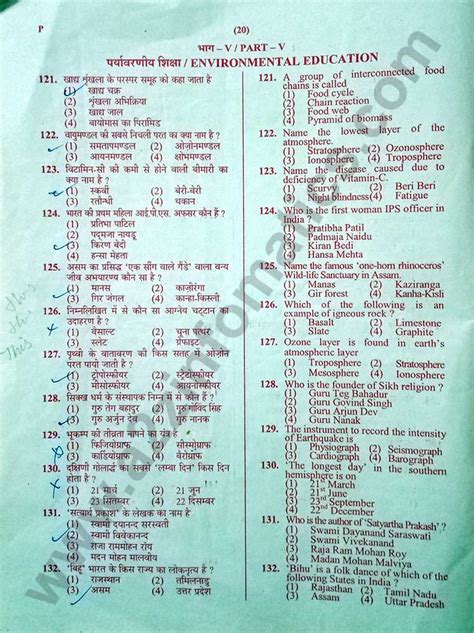 P
(20)
भाग - V / PART – V
पर्यावरणीय शिक्षा / ENVIRONMENTAL EDUCATION
121. खाद्य श्रृंखला के परस्पर समूह को कहा जाता है
(1) खाद्य चक्र
(2) श्रृंखला अभिक्रिया
(3) खाद्य जाल
(4) बायोमास का पिरामिड
122. वायुमण्डल की सबसे निचली परत का क्या नाम है ?
(1) समतापमण्डल (2) ओजोनमण्डल
(3) आयनमण्डल (4) क्षोभमण्डल
123. विटामिन-सी की कमी से होने वाली बीमारी का
क्या नाम है ?
(1) स्कर्वी (2) बेरी-बेरी
(3) रतौंधी (4) थकान
124. भारत की प्रथम महिला आई.पी.एस. अफसर कौन हैं ?
(1) प्रतिभा पाटिल
(2) पद्मजा नायडू
(3) किरण बेदी
(4) हन्सा मेहता
125. असम का प्रसिद्ध 'एक सींग वाले गैंडे' वाला वन्य
जीव अभयारण्य कौन सा है ?
(1) मानस (2) काज़ीरंगा
(3) गिर जंगल (4) कान्हा-किस्ली
126. निम्नलिखित में से कौन सा आग्नेय चट्टान का
उदाहरण है ?
(1) बैसाल्ट (2) चूना पत्थर
(3) स्लेट (4) ग्रेफाइट
127. पृथ्वी के वातावरण की किस सतह में ओज़ोन
परत पायी जाती है ?
(1) ट्रोपोस्फीयर (2) स्ट्रेटोस्फीयर
(3) मीसोस्फीयर (4) आयनोस्फीयर
128. सिक्ख धर्म के संस्थापक निम्न में से कौन हैं ?
(1) गुरु तेग बहादुर (2) गुरु गोविंद सिंह
(3) गुरु अर्जुन देव (4) गुरु नानक
129. भूकम्प की तीव्रता नापने का यंत्र है
(1) फिजियोग्राफ (2) सीस्मोग्राफ
(3) कार्डियोग्राफ (4) बैरोग्राफ
130. दक्षिणी गोलार्द्ध का सबसे 'लम्बा दिन' किस दिन
होता है ?
(1) 21 मार्च (2) 21 जून
(3) 23 सितम्बर (4) 22 दिसम्बर
131. 'सत्यार्थ प्रकाश' के लेखक का नाम है
(1) स्वामी दयानन्द सरस्वती
(2) स्वामी विवेकानन्द
(3) राजा राममोहन रॉय
(4) मदन मोहन मालवीय
132. 'बिहु' भारत के किस राज्य का लोकनृत्य है ?
(1) राजस्थान (2) तमिलनाडु
(3) असम (4) उत्तर प्रदेश
121. A group of interconnected food
chains is called
(1) Food cycle
(2) Chain reaction
(3) Food web
(4) Pyramid of biomass
122. Name the lowest layer of the
atmosphere.
(1) Stratosphere (2) Ozonosphere
(3) Ionosphere (4) Troposphere
123. Name the disease caused due to
deficiency of Vitamin-C.
(1) Scurvy (2) Beri Beri
(3) Night blindness (4) Fatigue
124. Who is the first woman IPS officer in
India ?
(1) Pratibha Patil
(2) Padmaja Naidu
(3) Kiran Bedi
(4) Hansa Mehta
125. Name the famous 'one-horn rhinoceros'
Wild-life Sanctuary in Assam.
(1) Manas (2) Kaziranga
(3) Gir forest (4) Kanha-Kisli
126. Which of the following is an
example of igneous rock ?
(1) Basalt (2) Limestone
(3) Slate (4) Graphite
127. Ozone layer is found in earth's
atmospheric layer
(1) Troposphere (2) Stratosphere
(3) Mesosphere (4) Ionosphere
128. Who is the founder of Sikh religion ?
(1) Guru Teg Bahadur
(2) Guru Govind Singh
(3) Guru Arjun Dev
(4) Guru Nanak
129. The instrument to record the intensity
of Earthquake is
(1) Physiograph (2) Seismograph
(3) Cardiograph (4) Barograph
130. 'The longest day' in the southern
hemisphere is on
(1) 21st March
(2) 21st June
(3) 23rd September
(4) 22nd December
131. Who is the author of 'Satyartha Prakash' ?
(1) Swami Dayanand Saraswati
(2) Swami Vivekanand
(3) Raja Ram Mohan Roy
(4) Madan Mohan Malviya
132. 'Bihu' is a folk dance of which of the
following States in India ?
(1) Rajasthan (2) Tamil Nadu
(3) Assam (4) Uttar Pradesh